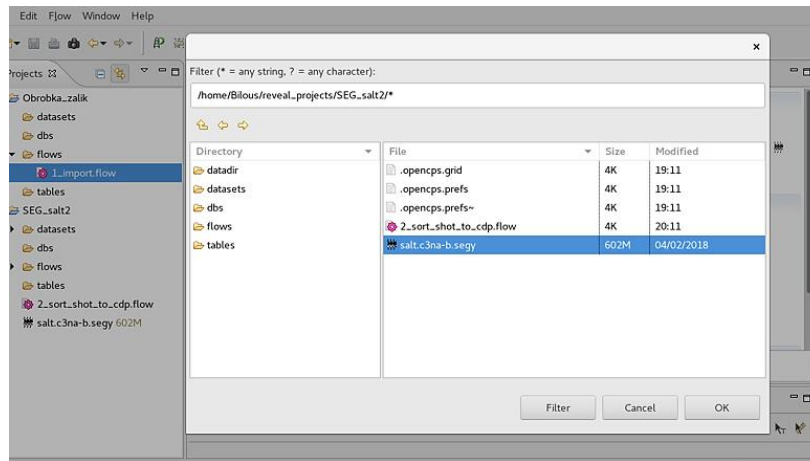 Edit Flow Window Help
Projects
Obrobka_zalik
datasets
dbs
flows
1_import.flow
tables
SEG_salt2
datasets
dbs
flows
tables
2_sort_shot_to_cdp.flow
salt.c3na-b.segy 602M
Filter (* = any string, ? = any character):
/home/Bilous/reveal_projects/SEG_salt2/*
Directory File Size Modified
datadir .opencps.grid 4K 19:11
datasets .opencps.prefs 4K 19:11
dbs .opencps.prefs~ 4K 19:11
flows 2_sort_shot_to_cdp.flow 4K 20:11
tables salt.c3na-b.segy 602M 04/02/2018
Filter Cancel OK